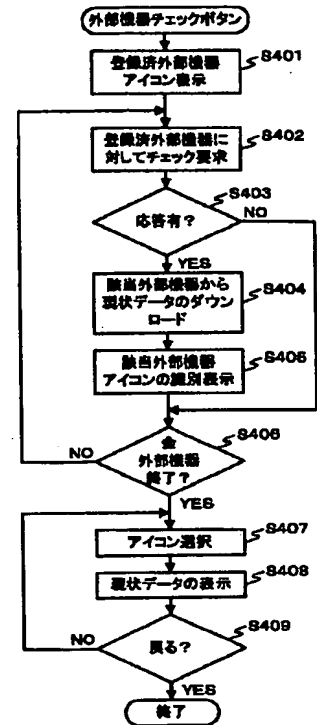 外部機器チェックボタン
登録済外部機器
アイコン表示
S401
登録済外部機器に
対してチェック要求
S402
応答有?
S403
NO
YES
該当外部機器から
現状データのダウン
ロード
S404
該当外部機器
アイコンの識別表示
S405
全
外部機器
終了?
S406
NO
YES
アイコン選択
S407
現状データの表示
S408
戻る?
S409
NO
YES
終了